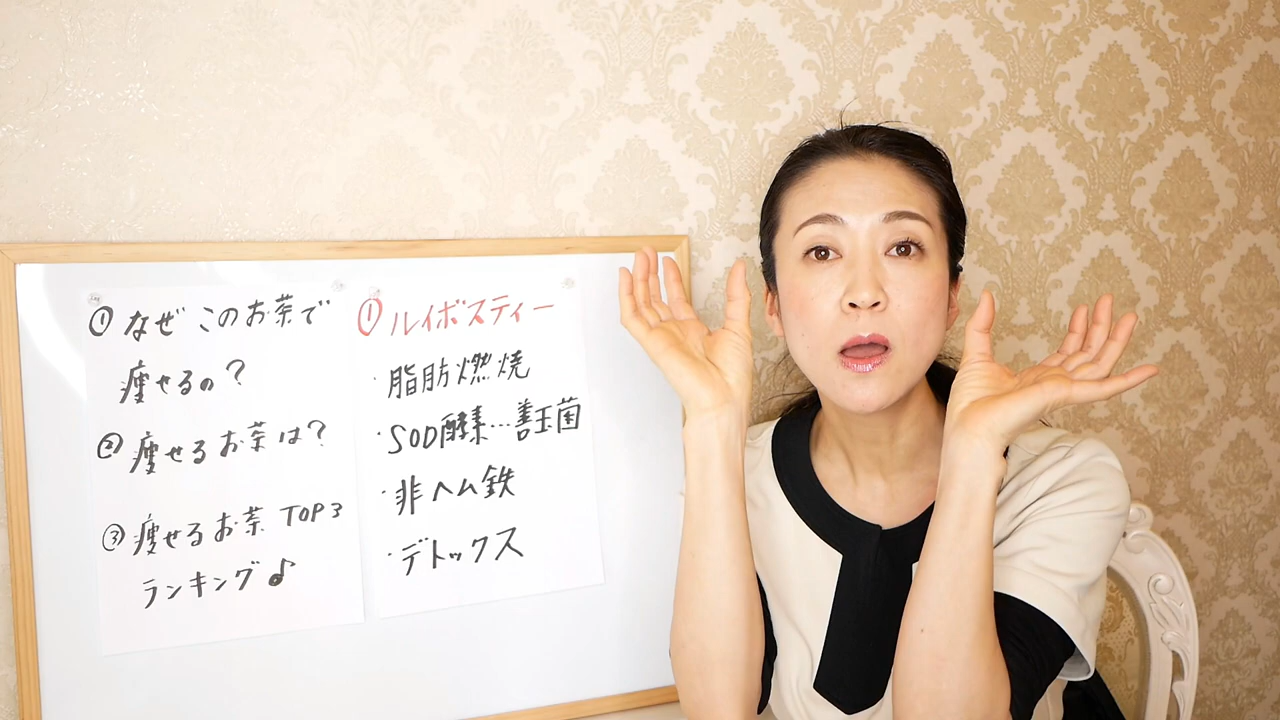 ① なぜこのお茶で
痩せるの？
② 痩せるお茶は？
③ 痩せるお茶 TOP3
ランキング♪
① ルイボスティー
・脂肪燃焼
・SOD酵素…善玉菌
・非ヘム鉄
・デトックス